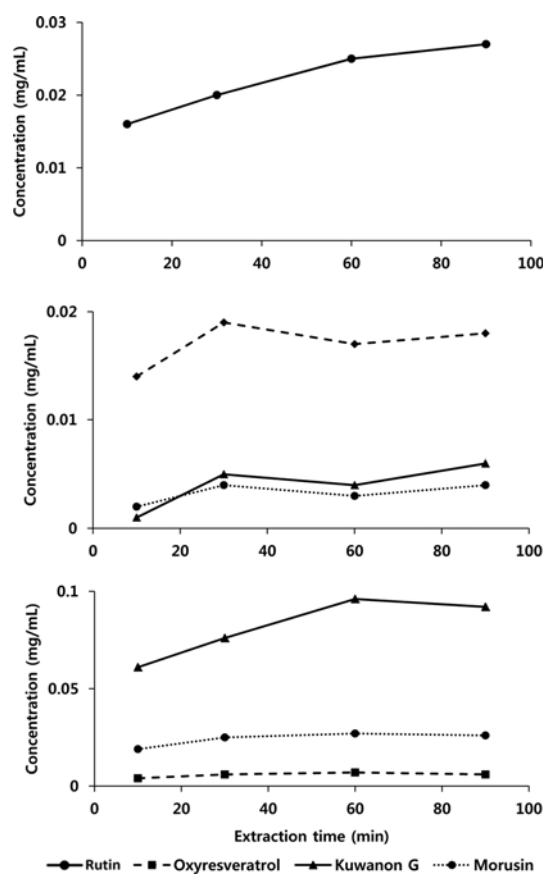 Concentration (mg/mL)
0.03
0.02
0.01
0
0 20 40 60 80 100
Concentration (mg/mL)
0.02
0.01
0
0 20 40 60 80 100
Concentration (mg/mL)
0.1
0.05
0
0 20 40 60 80 100
Extraction time (min)
Rutin Oxyresveratrol Kuwanon G Morusin